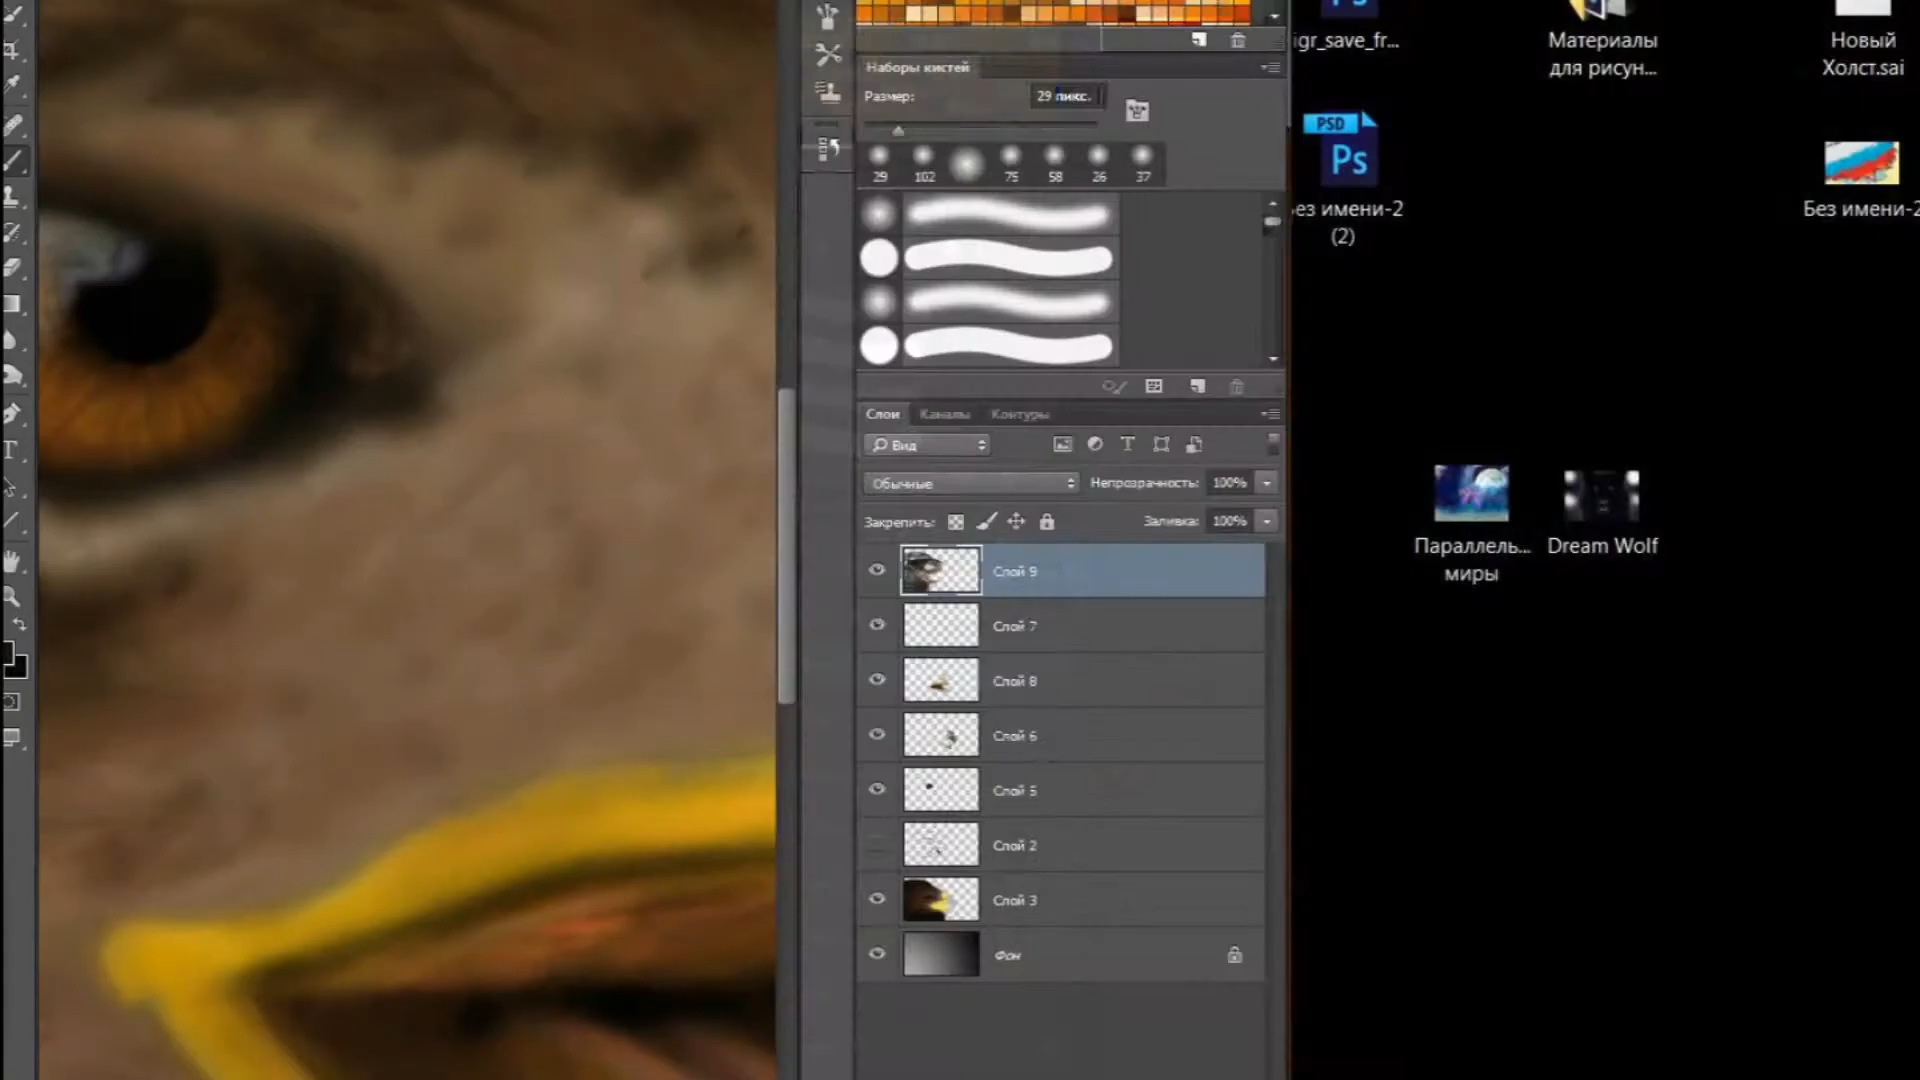 igr_save_fr...
Материалы
для рисун...
Новый
Холст.sai
Наборы кистей
Размер:
29 пикс.
29
102
75
58
26
37
PSD
Ps
Без имени-2
(2)
Без имени-2
Слои
Каналы
Контуры
Вид
T
Обычные
Непрозрачность:
100%
Закрепить:
Заливка:
100%
Слой 9
Слой 7
Слой 8
Слой 6
Слой 5
Слой 2
Слой 3
Фон
Параллель...
миры
Dream Wolf